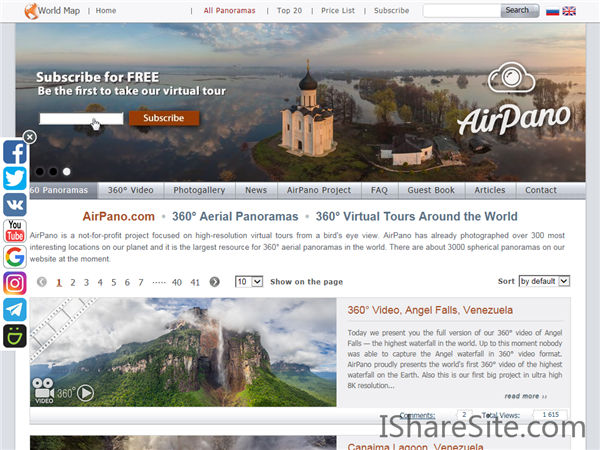 World Map | Home | All Panoramas | Top 20 | Price List | Subscribe Search
Subscribe for FREE
Be the first to take our virtual tour
Subscribe
AirPano
60 Panoramas 360° Video Photogallery News AirPano Project FAQ Guest Book Articles Contact
You
Tube
AirPano.com • 360° Aerial Panoramas • 360° Virtual Tours Around the World
AirPano is a not-for-profit project focused on high-resolution virtual tours from a bird's eye view. AirPano has already photographed over 300 most
interesting locations on our planet and it is the largest resource for 360° aerial panoramas in the world. There are about 3000 spherical panoramas on our
website at the moment.
1 2 3 4 5 6 7 ····· 40 41 10 Show on the page Sort by default
360° Video, Angel Falls, Venezuela
Today we present you the full version of our 360° video of Angel
Falls — the highest waterfall in the world. Up to this moment nobody
was able to capture the Angel waterfall in 360° video format.
AirPano proudly presents the world's first 360° video of the highest
waterfall on the Earth. Also this is our first big project in ultra high
8K resolution...
read more ››
VIDEO 360°
Comments: 2 Total Views: 1 615
IShareSite.com
Canaima Lagoon, Venezuela